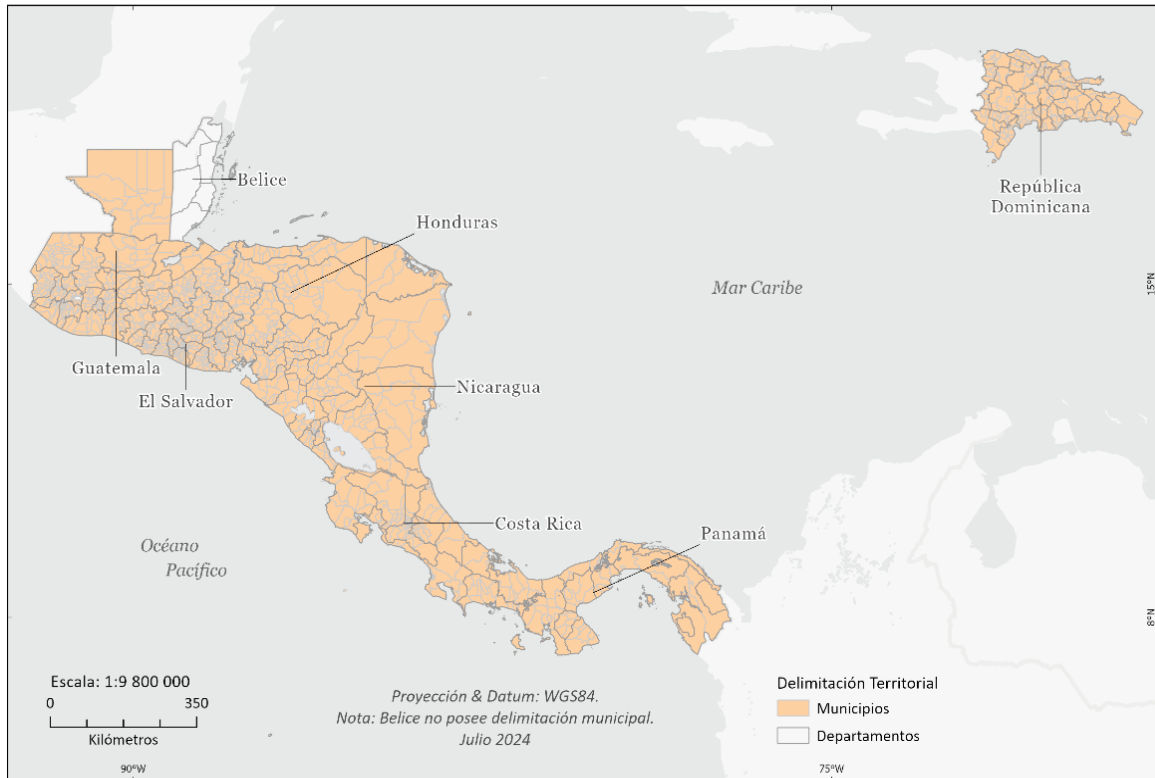 Belice
Honduras
República
Dominicana
Mar Caribe
15°N
Guatemala
El Salvador
Nicaragua
Costa Rica
Panamá
Océano
Pacífico
8°N
Escala: 1:9 800 000
0 350
Kilómetros
Proyección & Datum: WGS84.
Nota: Belice no posee delimitación municipal.
Julio 2024
Delimitación Territorial
Municipios
Departamentos
90°W
75°W